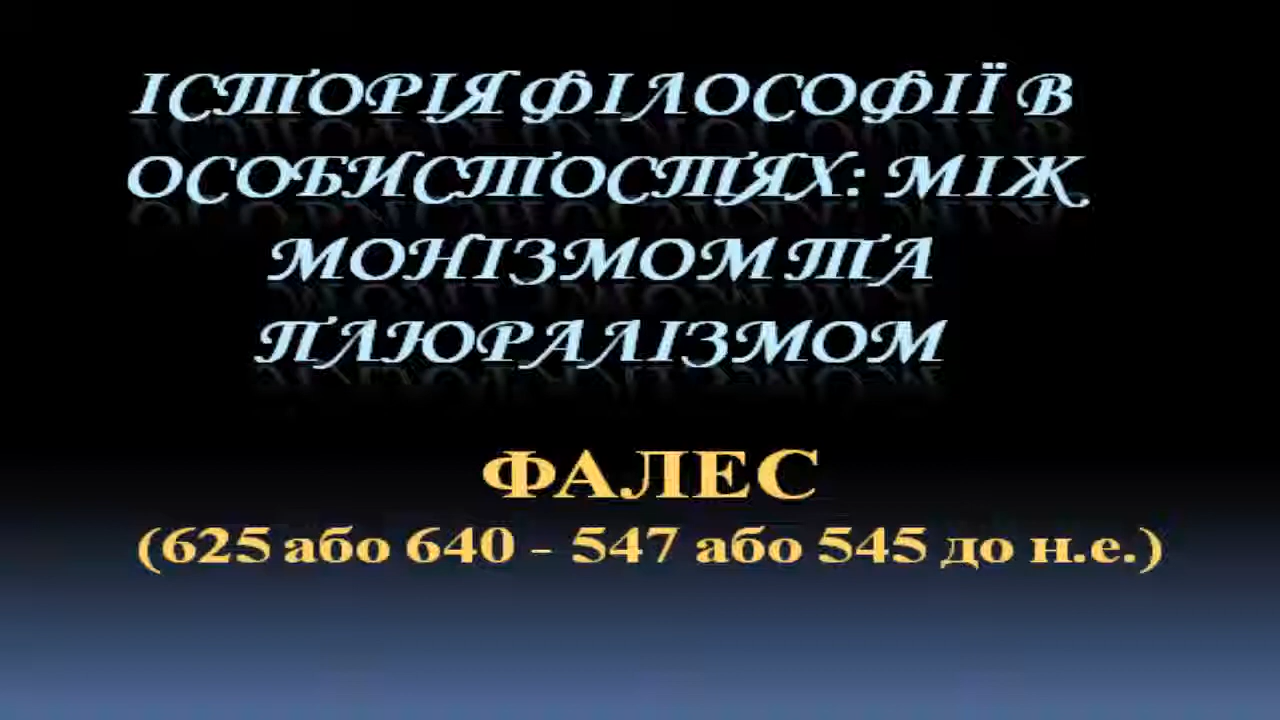 ІСТОРІЯ ФІЛОСОФІЇ В
ОСОБИСТОСТЯХ: МІЖ
МОНІЗМОМ ТА
ПЛЮРАЛІЗМОМ
ФАЛЕС
(625 або 640 - 547 або 545 до н.е.)